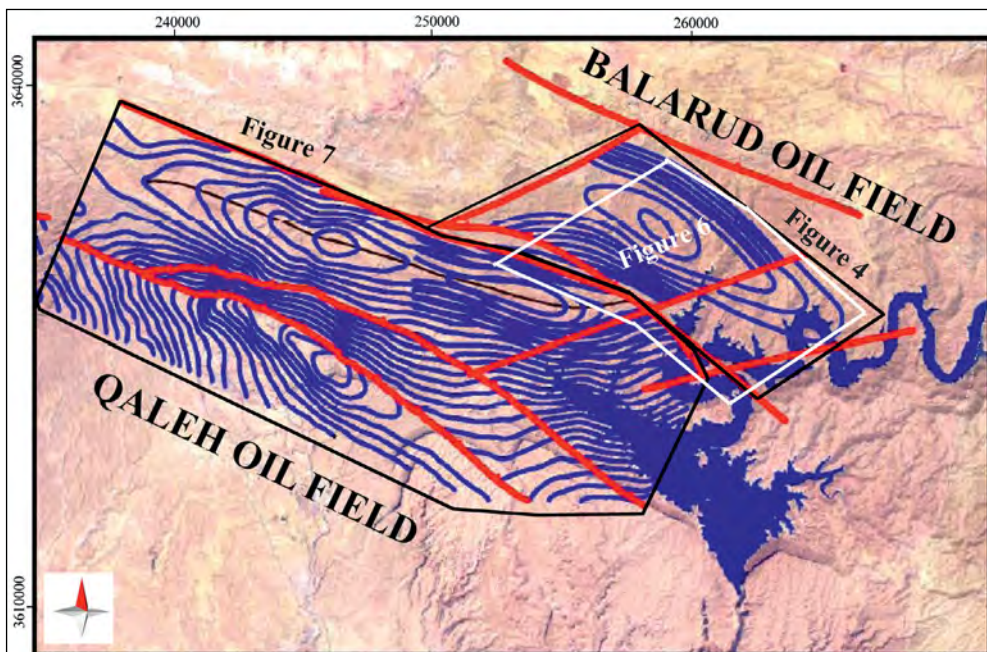 240000
250000
260000
3640000
3610000
BALARUD OIL FIELD
Figure 7
Figure 6
Figure 4
QALEH OIL FIELD